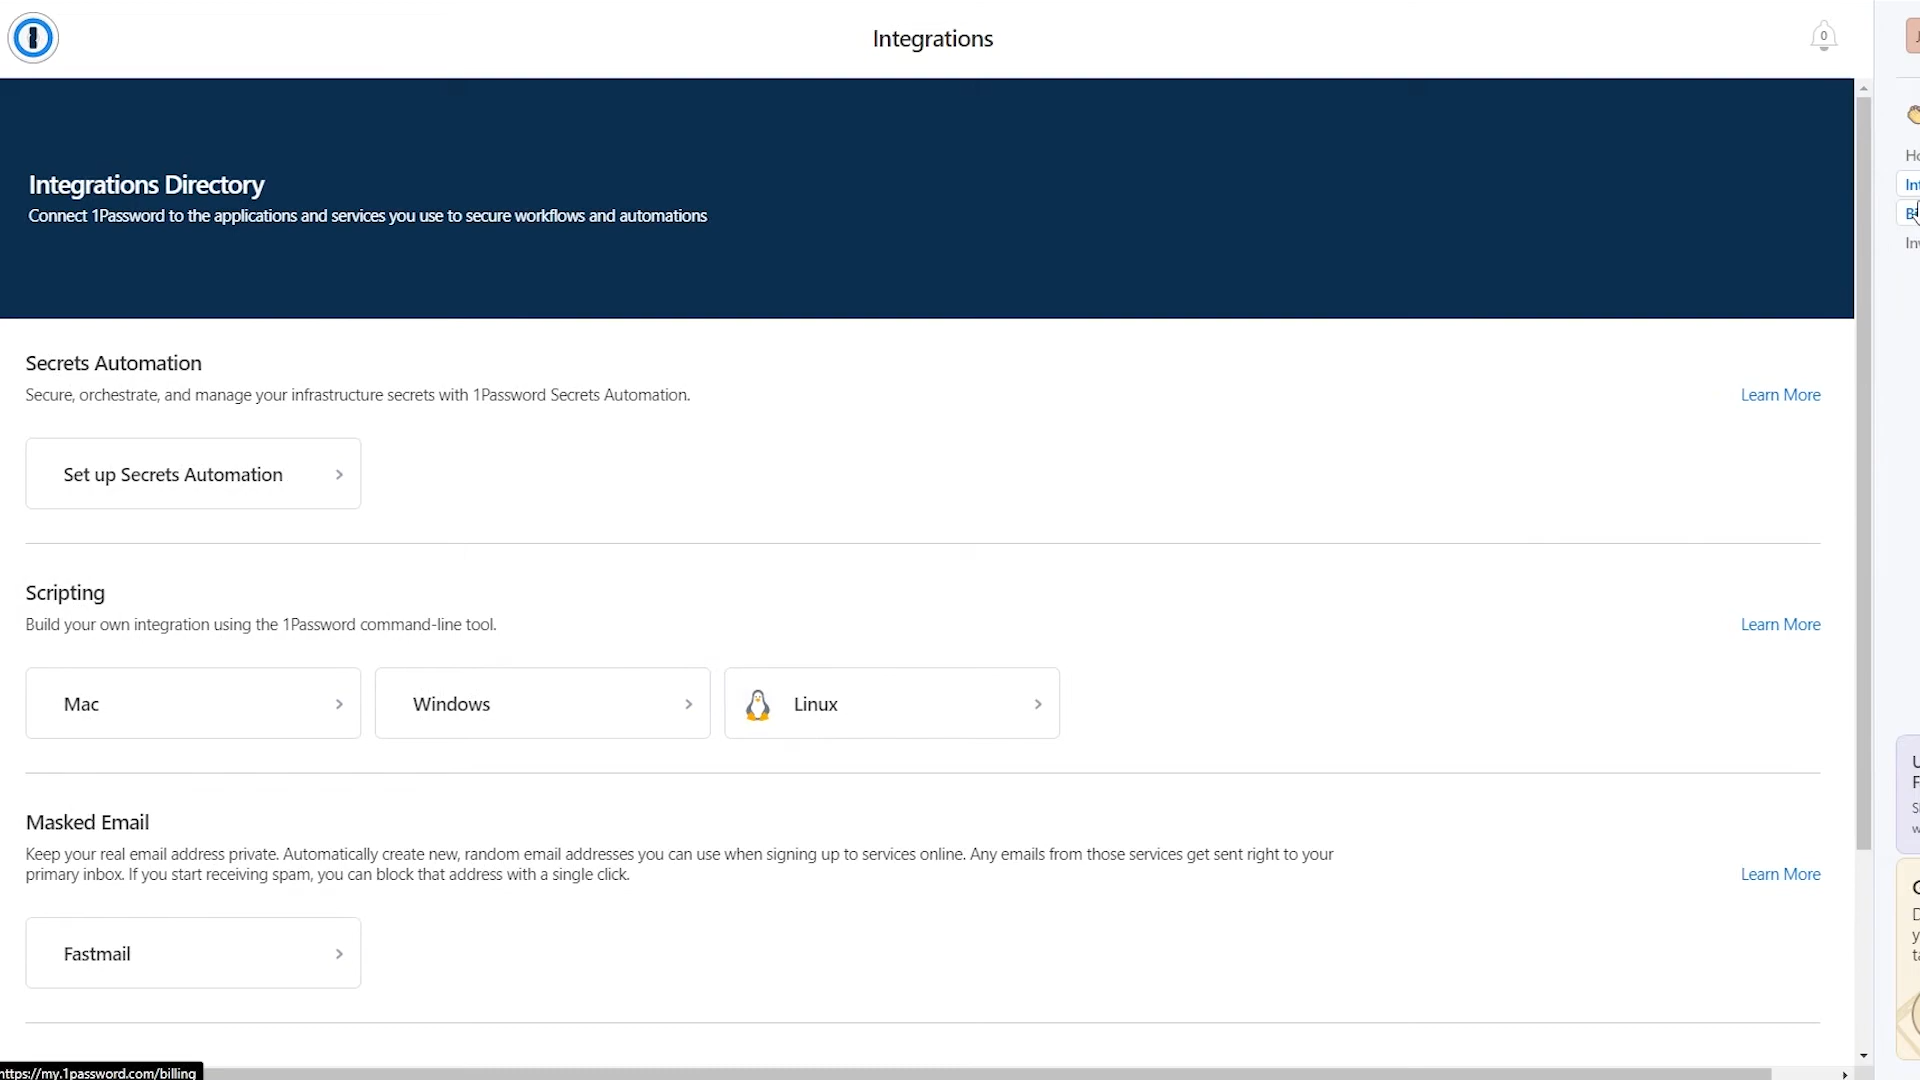 Integrations
0
Integrations Directory
Connect 1Password to the applications and services you use to secure workflows and automations
Secrets Automation
Secure, orchestrate, and manage your infrastructure secrets with 1Password Secrets Automation.
Learn More
Set up Secrets Automation
Scripting
Build your own integration using the 1Password command-line tool.
Learn More
Mac
Windows
Linux
Masked Email
Keep your real email address private. Automatically create new, random email addresses you can use when signing up to services online. Any emails from those services get sent right to your
primary inbox. If you start receiving spam, you can block that address with a single click.
Learn More
Fastmail
https://my.1password.com/billing